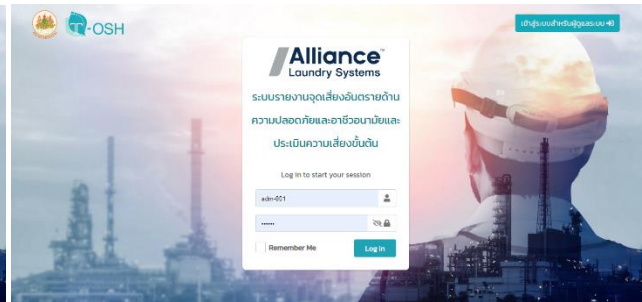 T-OSH
เข้าสู่ระบบสำหรับผู้ดูแลระบบ
Alliance™
Laundry Systems
ระบบรายงานจุดเสี่ยงอันตรายด้าน
ความปลอดภัยและอาชีวอนามัยและ
ประเมินความเสี่ยงขั้นต้น
Log in to start your session
adm-001
Remember Me
Log In